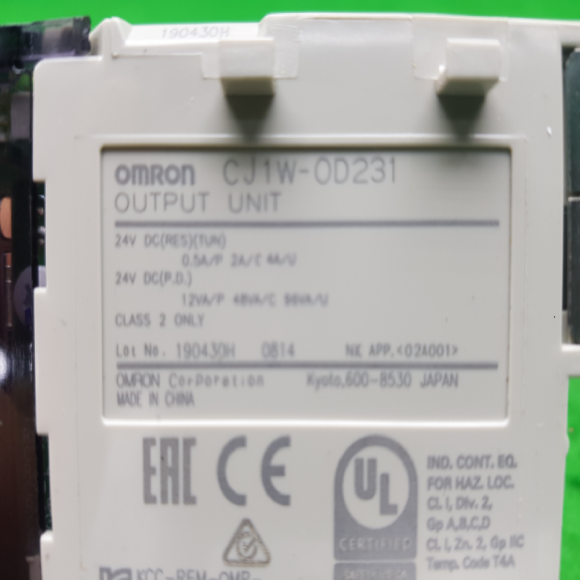 190430H
OMRON CJ1W-OD231
OUTPUT UNIT
24V DC(RES)(TUN)
0.5A/P 2A/C 4A/U
24V DC(P.D.)
12VA/P 48VA/C 96VA/U
CLASS 2 ONLY
Lot No. 190430H 0814 NK APP.<02A001>
OMRON Corporation Kyoto,600-8530 JAPAN
MADE IN CHINA
EAC CE UL
CERTIFIED
IND. CONT. EQ.
FOR HAZ. LOC.
Cl. I, Div. 2,
Gp A,B,C,D
Cl. I, Zn. 2, Gp IIC
Temp. Code T4A